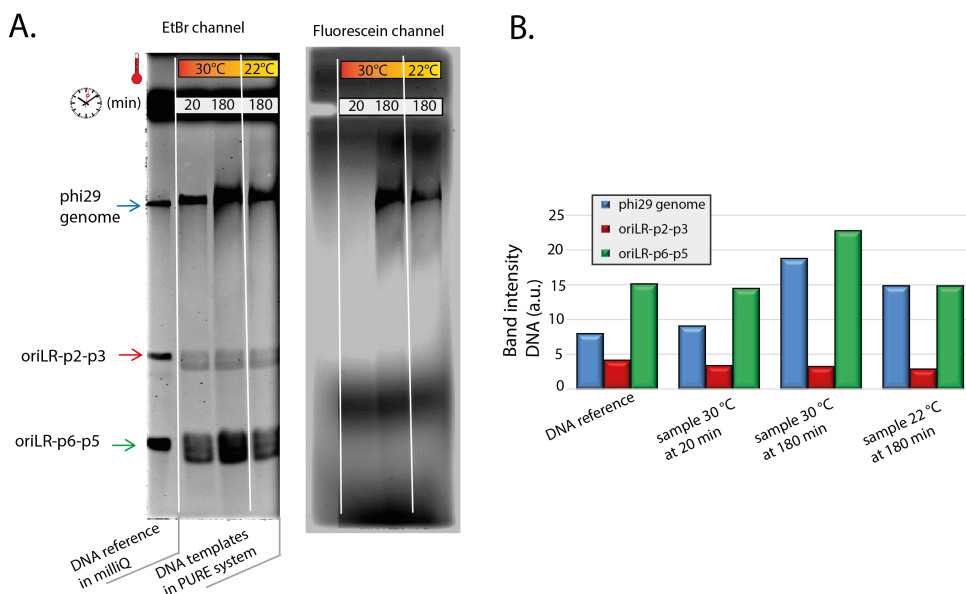 A.
EtBr channel
30°C 22°C
(min)
20 180 180
phi29
genome
oriLR-p2-p3
oriLR-p6-p5
DNA reference
in milliQ
DNA templates
in PURE system
Fluorescein channel
30°C 22°C
20 180 180
B.
phi29 genome
oriLR-p2-p3
oriLR-p6-p5
Band intensity
DNA (a.u.)
25
20
15
10
5
0
DNA reference
sample 30 °C
at 20 min
sample 30 °C
at 180 min
sample 22 °C
at 180 min